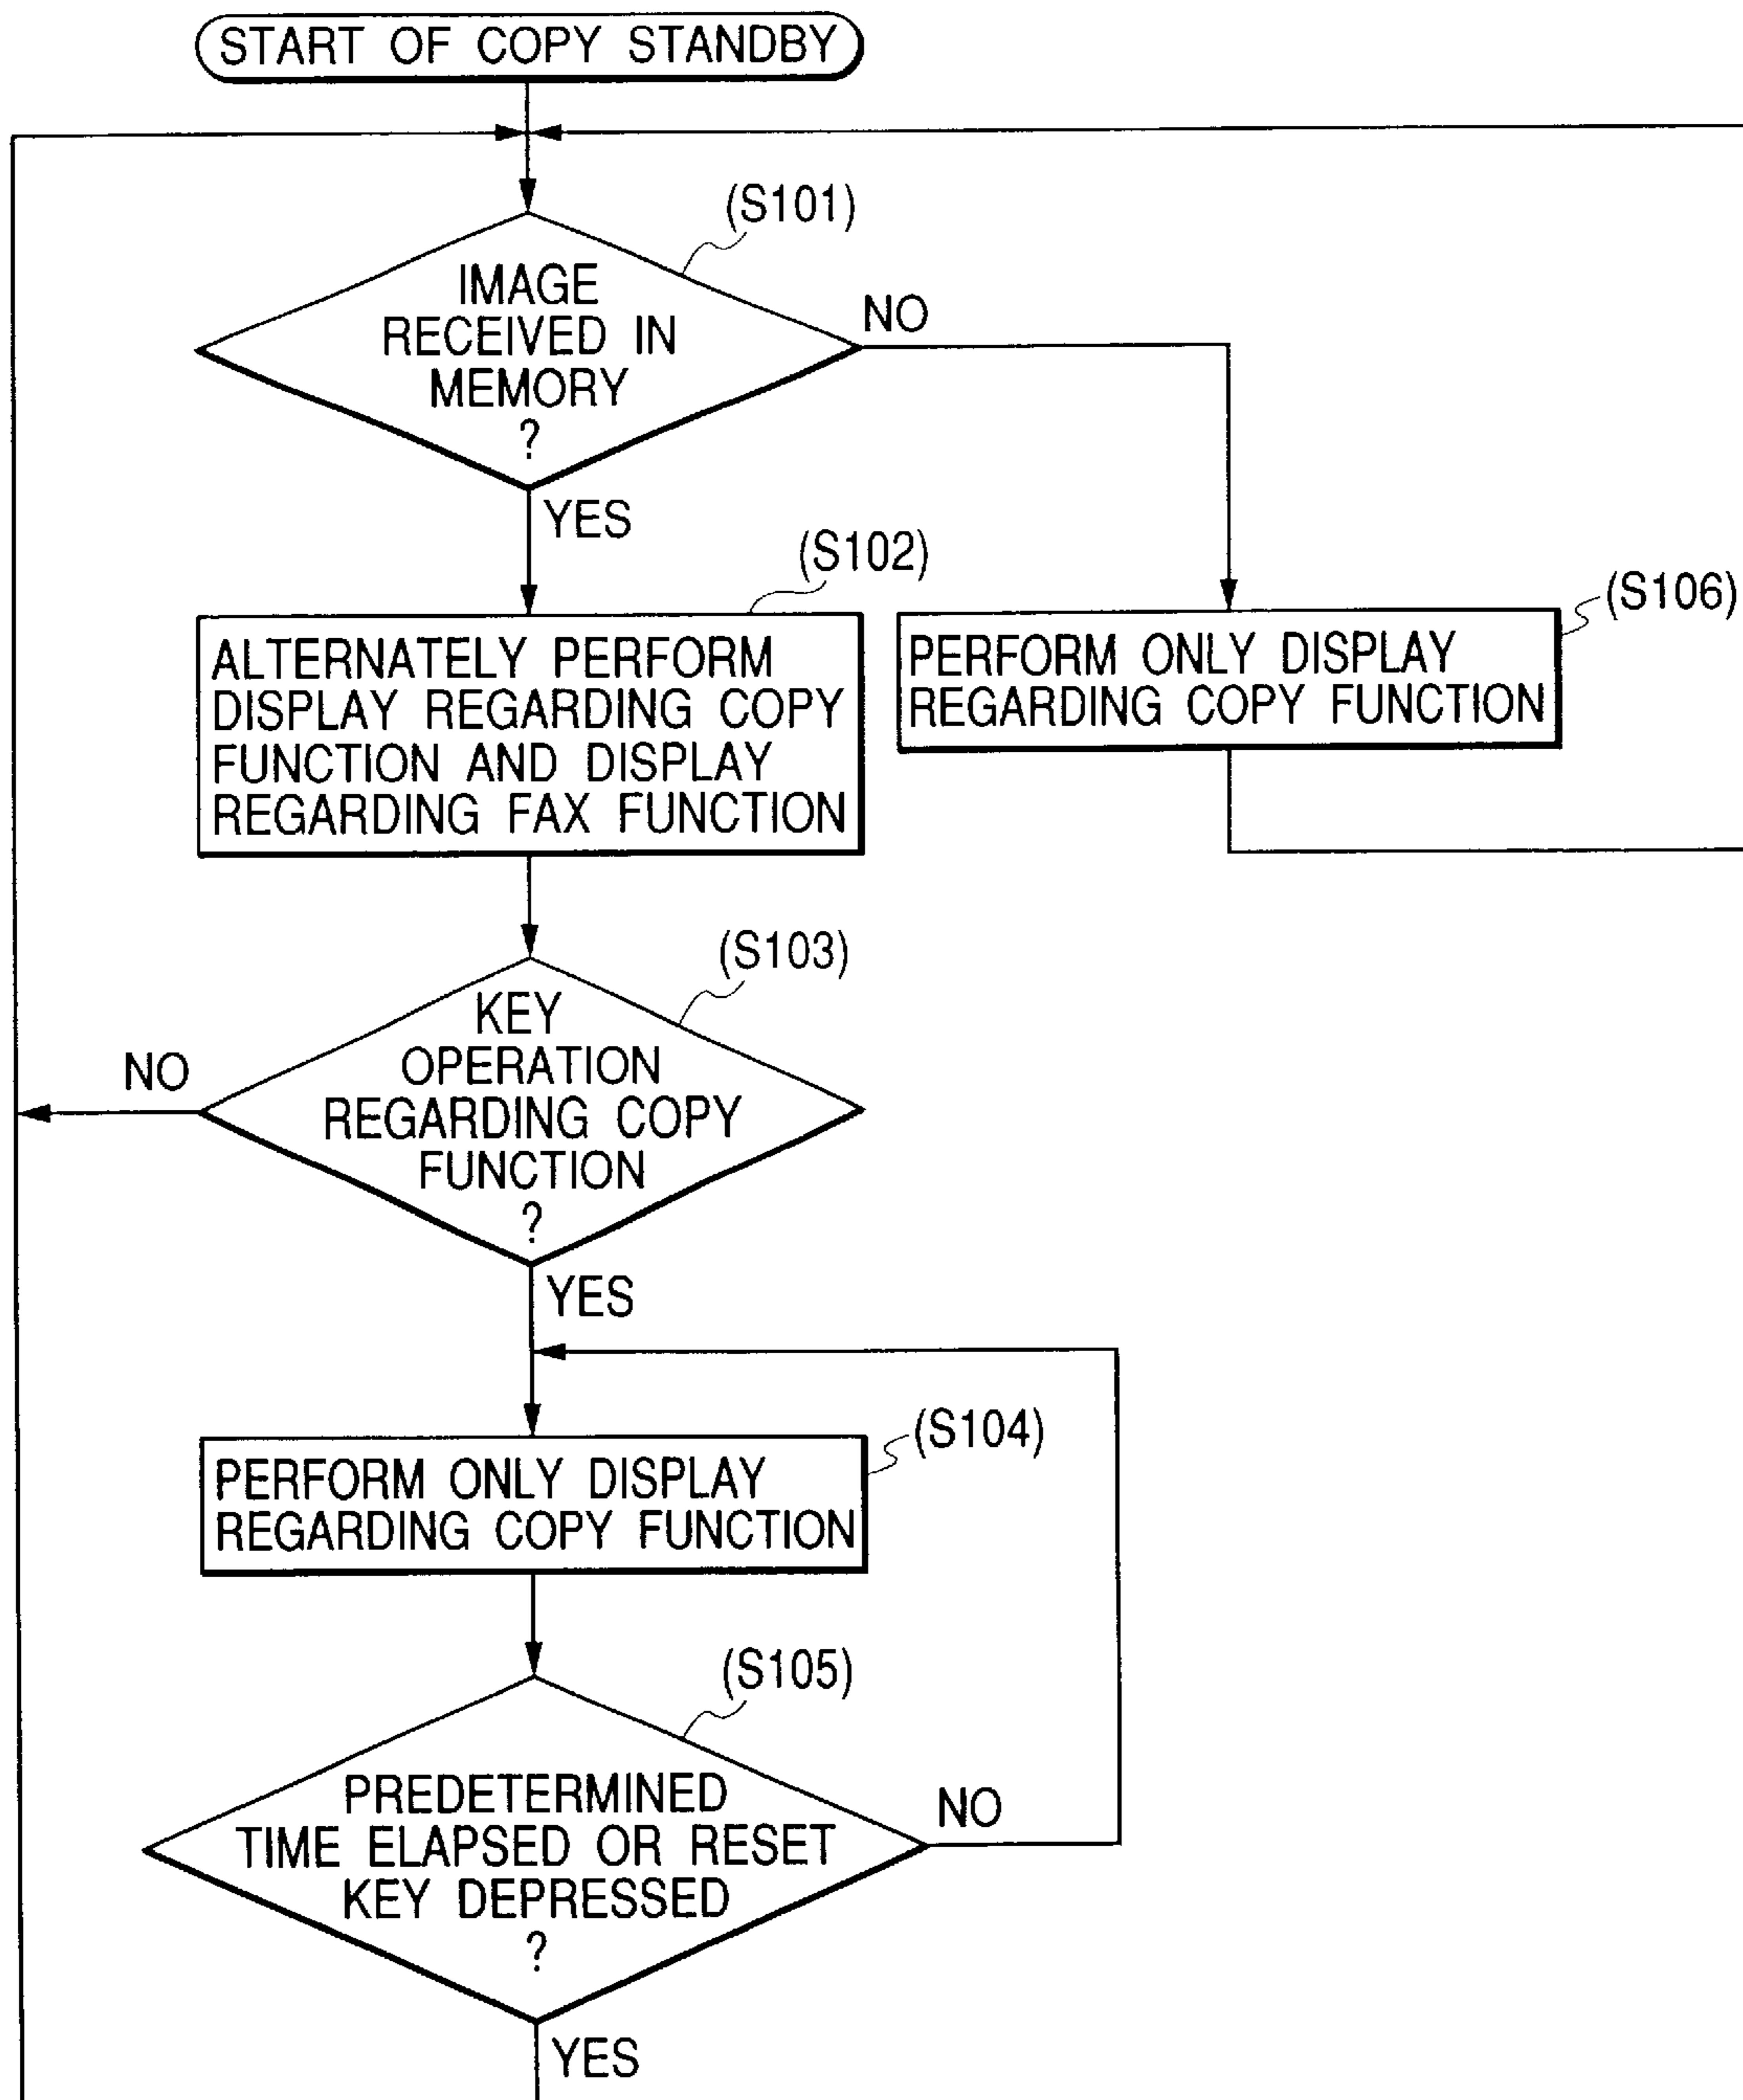 START OF COPY STANDBY
(S101)
IMAGE
RECEIVED IN
MEMORY
?
NO
YES
(S102)
ALTERNATELY PERFORM
DISPLAY REGARDING COPY
FUNCTION AND DISPLAY
REGARDING FAX FUNCTION
(S106)
PERFORM ONLY DISPLAY
REGARDING COPY FUNCTION
(S103)
KEY
OPERATION
REGARDING COPY
FUNCTION
?
NO
YES
(S104)
PERFORM ONLY DISPLAY
REGARDING COPY FUNCTION
(S105)
PREDETERMINED
TIME ELAPSED OR RESET
KEY DEPRESSED
?
NO
YES